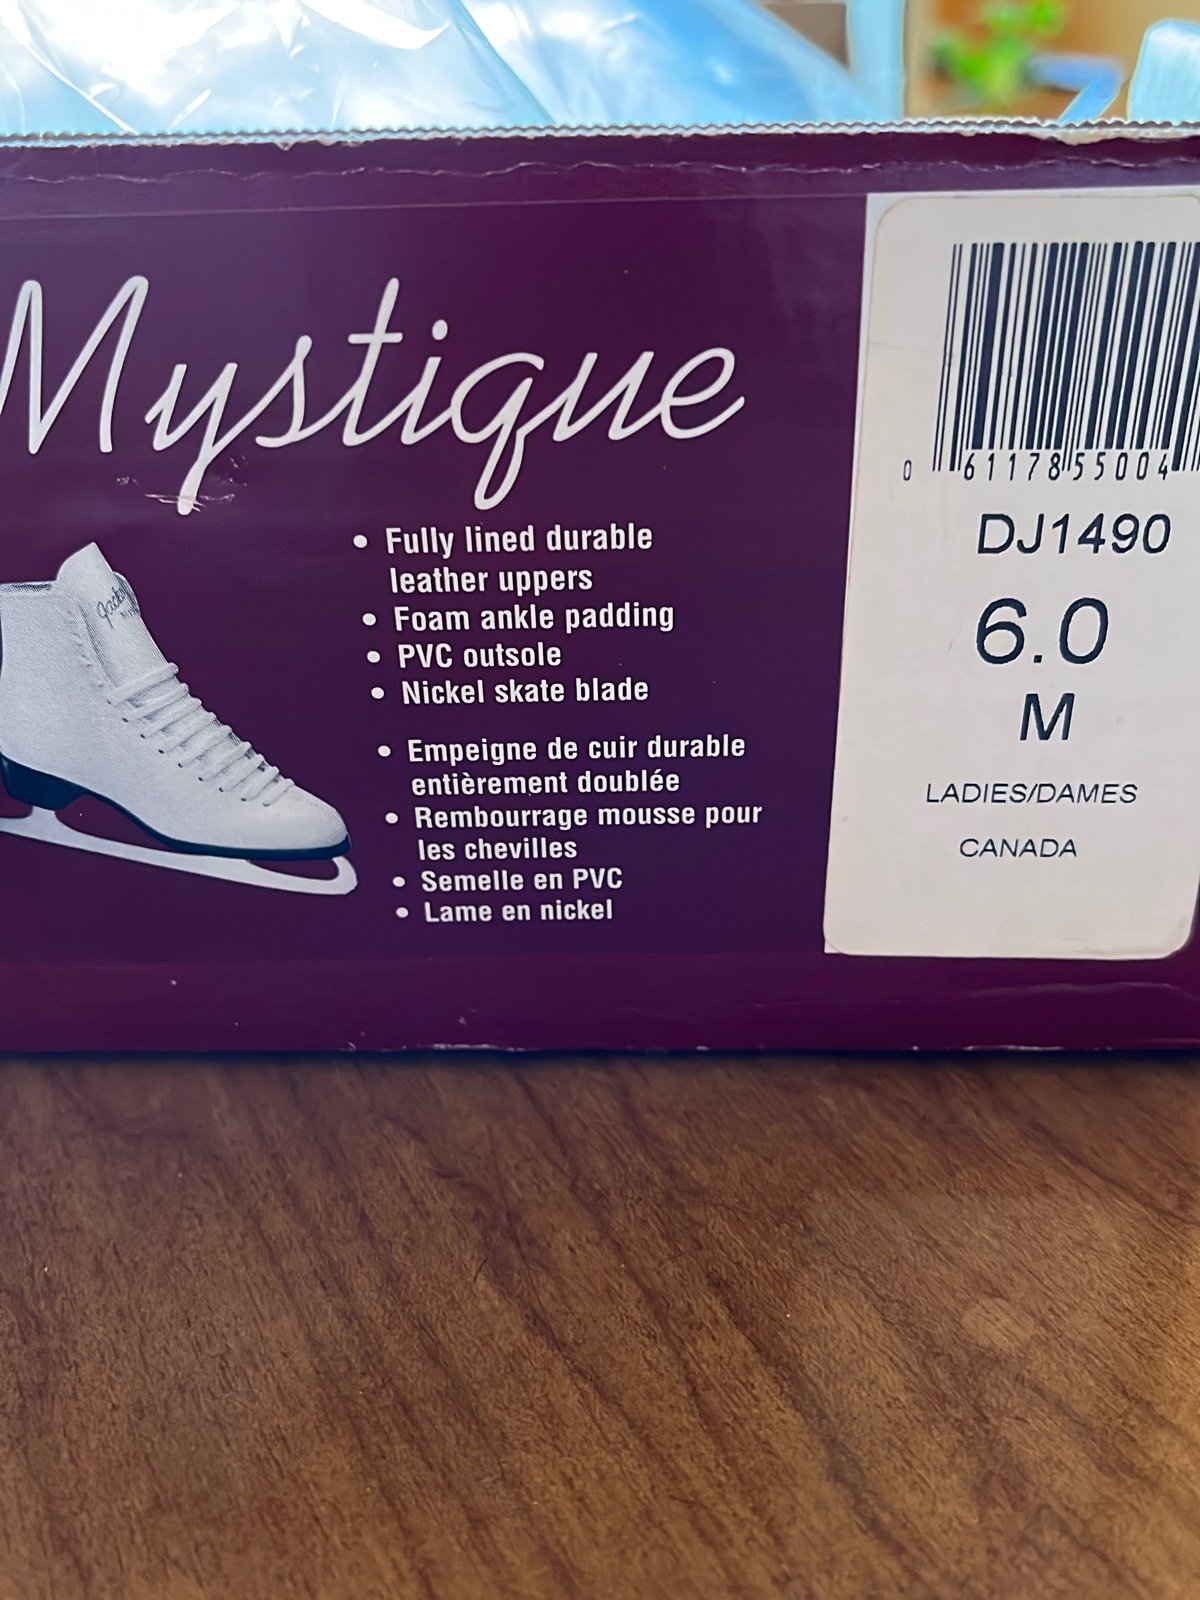 Mystique
• Fully lined durable
leather uppers
• Foam ankle padding
• PVC outsole
• Nickel skate blade
• Empeigne de cuir durable
entièrement doublée
• Rembourrage mousse pour
les chevilles
• Semelle en PVC
• Lame en nickel
0 61178 55004
DJ1490
6.0
M
LADIES/DAMES
CANADA